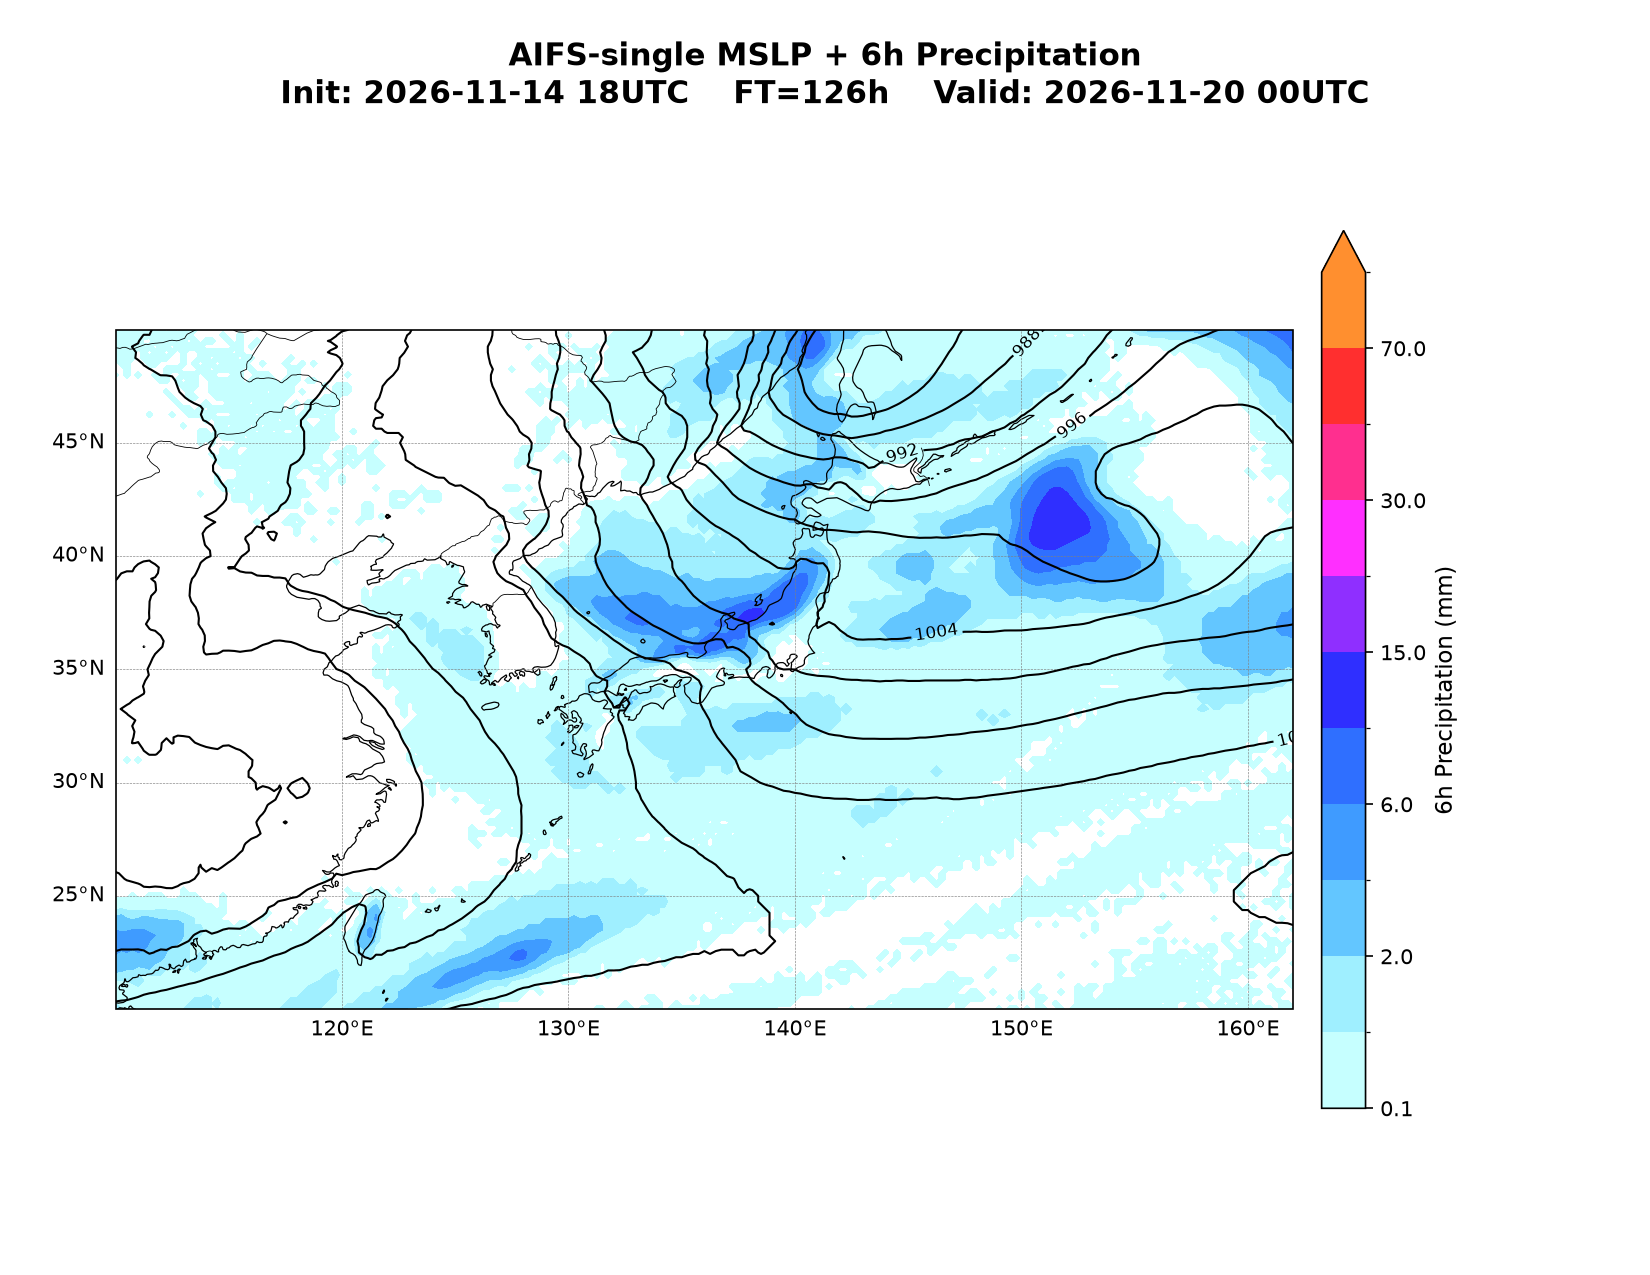 AIFS-single MSLP + 6h Precipitation
Init: 2026-11-14 18UTC    FT=126h    Valid: 2026-11-20 00UTC
988
996
992
1004
10
45°N
40°N
35°N
30°N
25°N
120°E
130°E
140°E
150°E
160°E
70.0
30.0
15.0
6.0
2.0
0.1
6h Precipitation (mm)